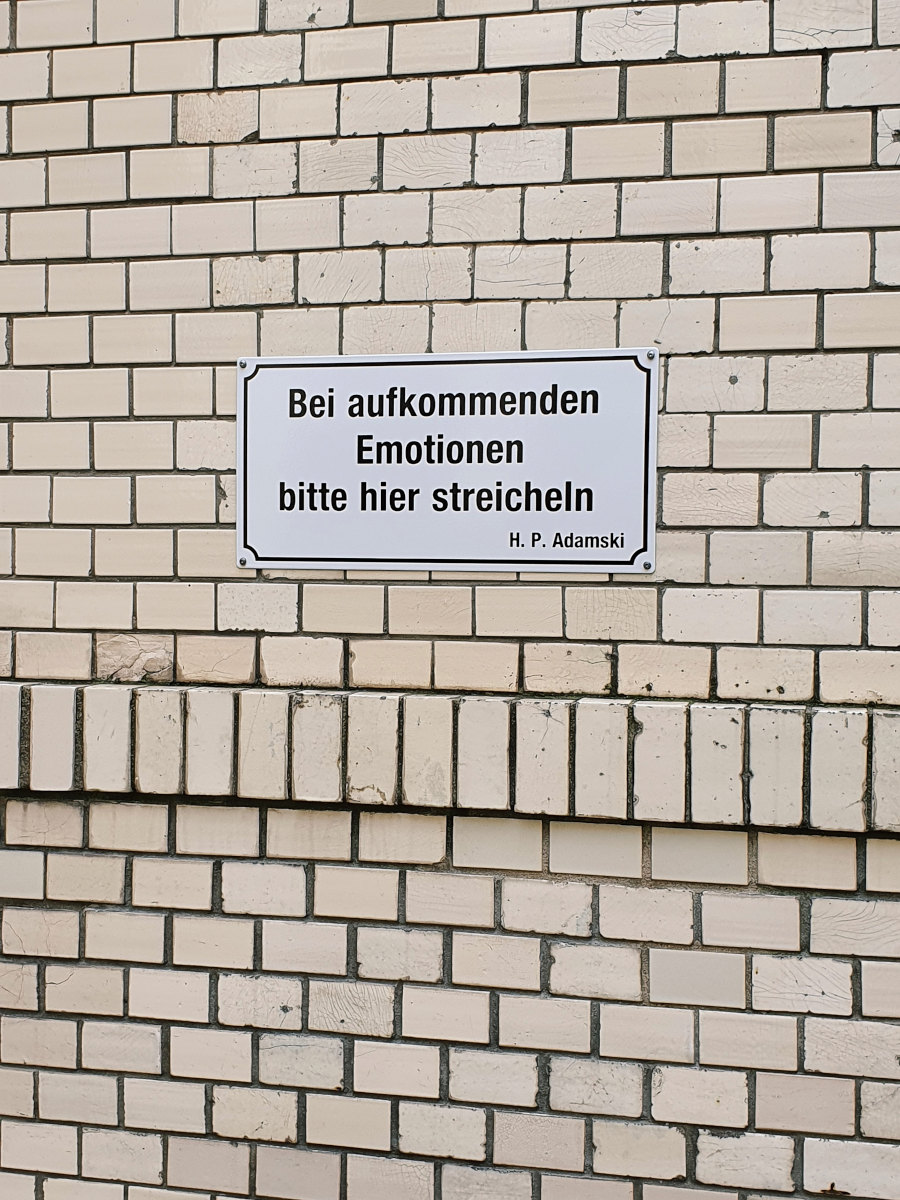 Bei aufkommenden
Emotionen
bitte hier streicheln
H. P. Adamski